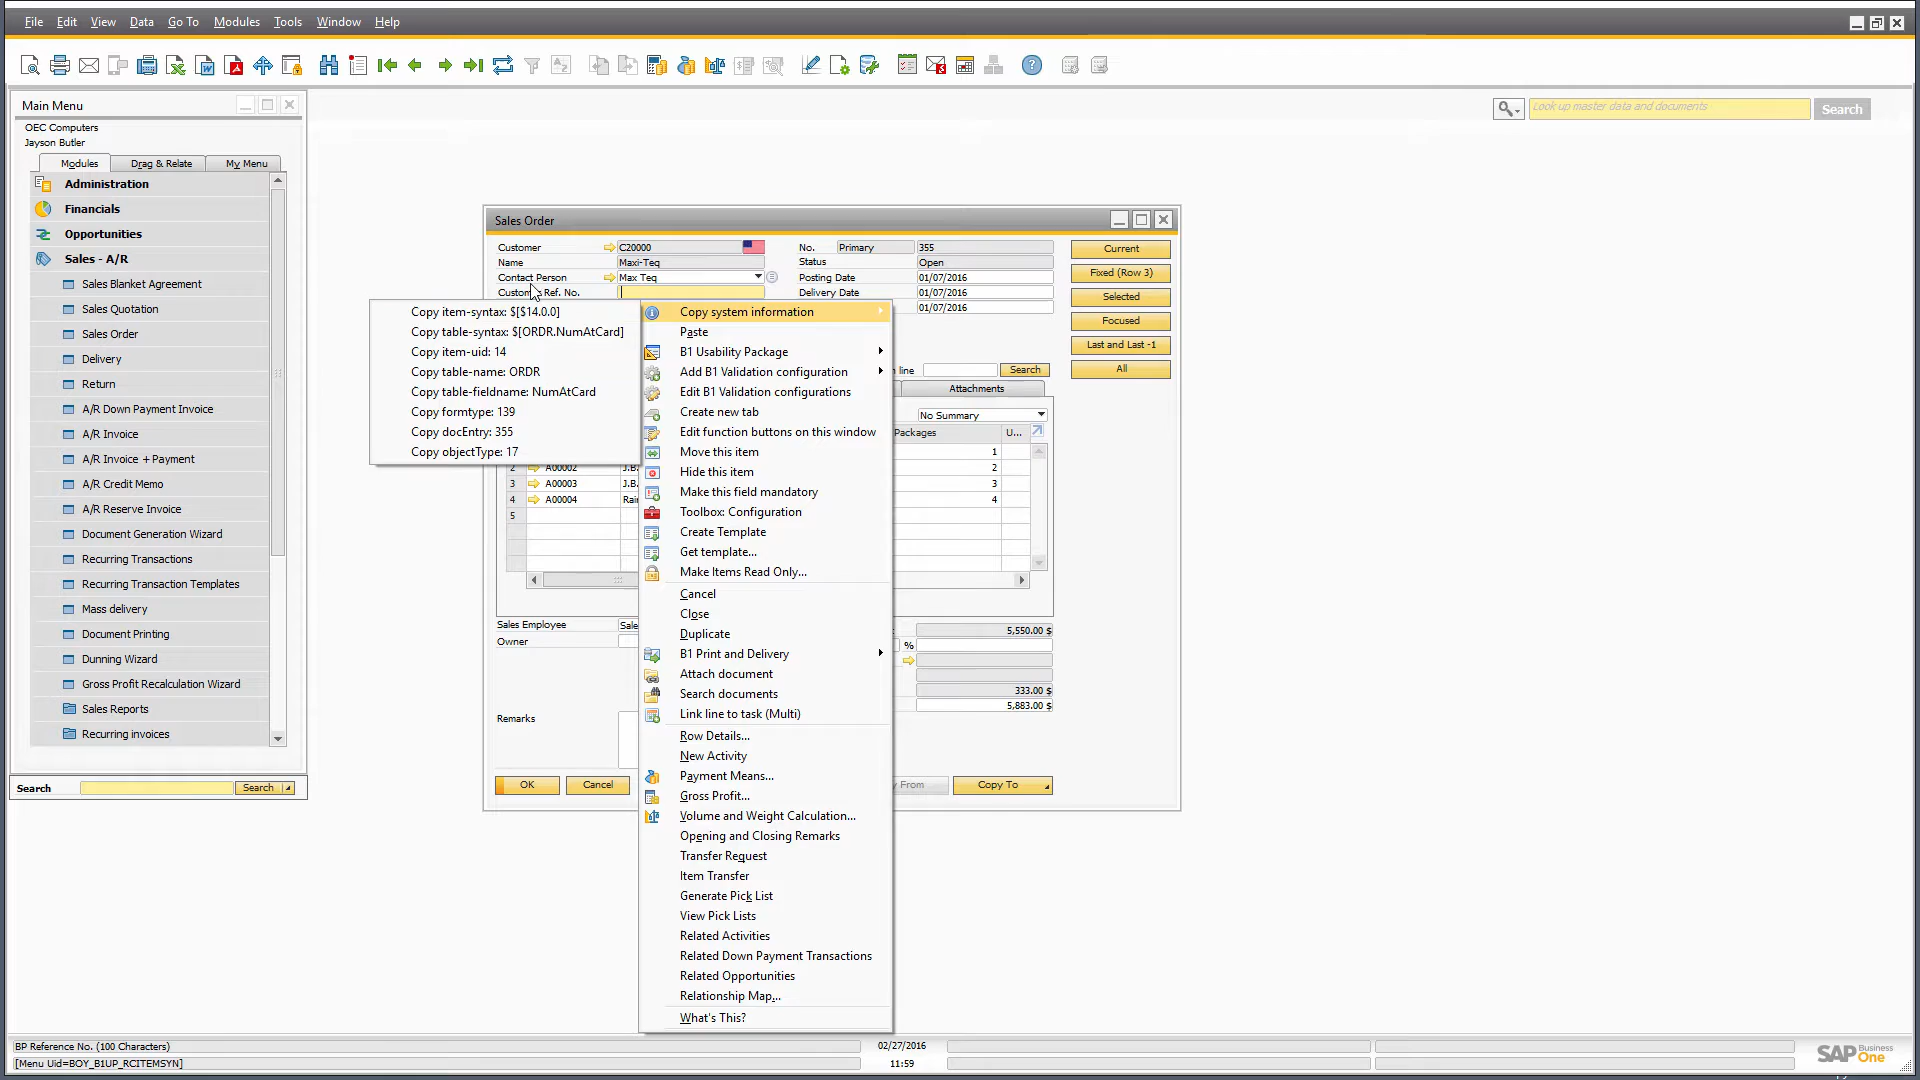 File Edit View Data Go To Modules Tools Window Help
Main Menu
Look up master data and documents Search
OEC Computers
Jayson Butler
Modules Drag & Relate My Menu
Administration
Financials
Opportunities
Sales - A/R
Sales Blanket Agreement
Sales Quotation
Sales Order
Delivery
Return
A/R Down Payment Invoice
A/R Invoice
A/R Invoice + Payment
A/R Credit Memo
A/R Reserve Invoice
Document Generation Wizard
Recurring Transactions
Recurring Transaction Templates
Mass delivery
Document Printing
Dunning Wizard
Gross Profit Recalculation Wizard
Sales Reports
Recurring invoices
Search Search
Sales Order
Customer C20000 No. Primary 355
Name Maxi-Teq Status Open
Contact Person Max Teq Posting Date 01/07/2016
Customer Ref. No. Delivery Date 01/07/2016
01/07/2016
Current
Fixed (Row 3)
Selected
Focused
Last and Last -1
All
Copy item-syntax: $[$14.0.0]
Copy table-syntax: $[ORDR.NumAtCard]
Copy item-uid: 14
Copy table-name: ORDR
Copy table-fieldname: NumAtCard
Copy formtype: 139
Copy docEntry: 355
Copy objectType: 17
Copy system information
Paste
B1 Usability Package
Add B1 Validation configuration
Edit B1 Validation configurations
Create new tab
Edit function buttons on this window
Move this item
Hide this item
Make this field mandatory
Toolbox: Configuration
Create Template
Get template...
Make Items Read Only...
Cancel
Close
Duplicate
B1 Print and Delivery
Attach document
Search documents
Link line to task (Multi)
Row Details...
New Activity
Payment Means...
Gross Profit...
Volume and Weight Calculation...
Opening and Closing Remarks
Transfer Request
Item Transfer
Generate Pick List
View Pick Lists
Related Activities
Related Down Payment Transactions
Related Opportunities
Relationship Map...
What's This?
line Search
Attachments
No Summary
Packages U...
1
2 A00002 J.B. 2
3 A00003 J.B. 3
4 A00004 Rai 4
5
Sales Employee Sale 5,550.00 $
Owner %
333.00 $
5,883.00 $
Remarks
OK Cancel From Copy To
BP Reference No. (100 Characters) 02/27/2016
[Menu Uid=BOY_B1UP_RCITEMSYN] 11:59
SAP Business One